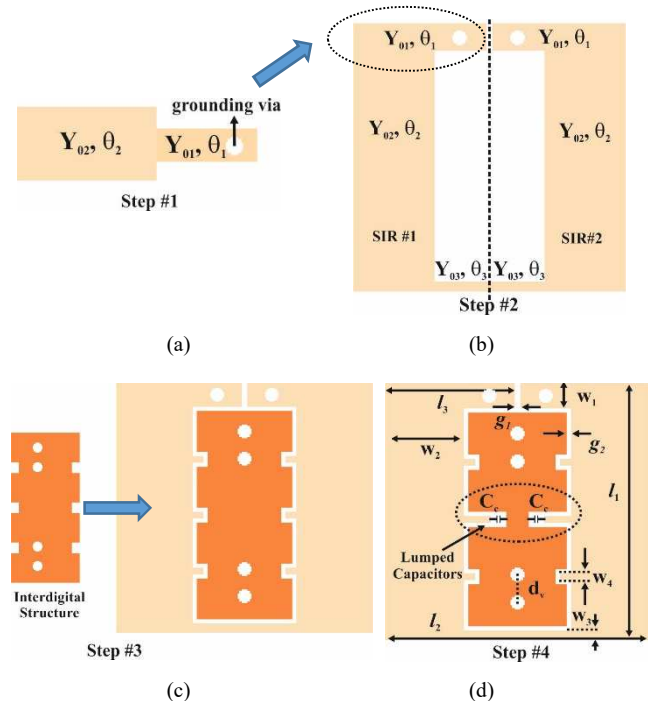 grounding via
Y02, θ2
Y01, θ1
Step #1
(a)
Y01, θ1
Y01, θ1
Y02, θ2
Y02, θ2
SIR #1
SIR#2
Y03, θ3
Y03, θ3
Step #2
(b)
Interdigital
Structure
Step #3
(c)
l3
w1
g1
w2
g2
l1
Cc
Cc
Lumped
Capacitors
w4
dv
w3
l2
Step #4
(d)